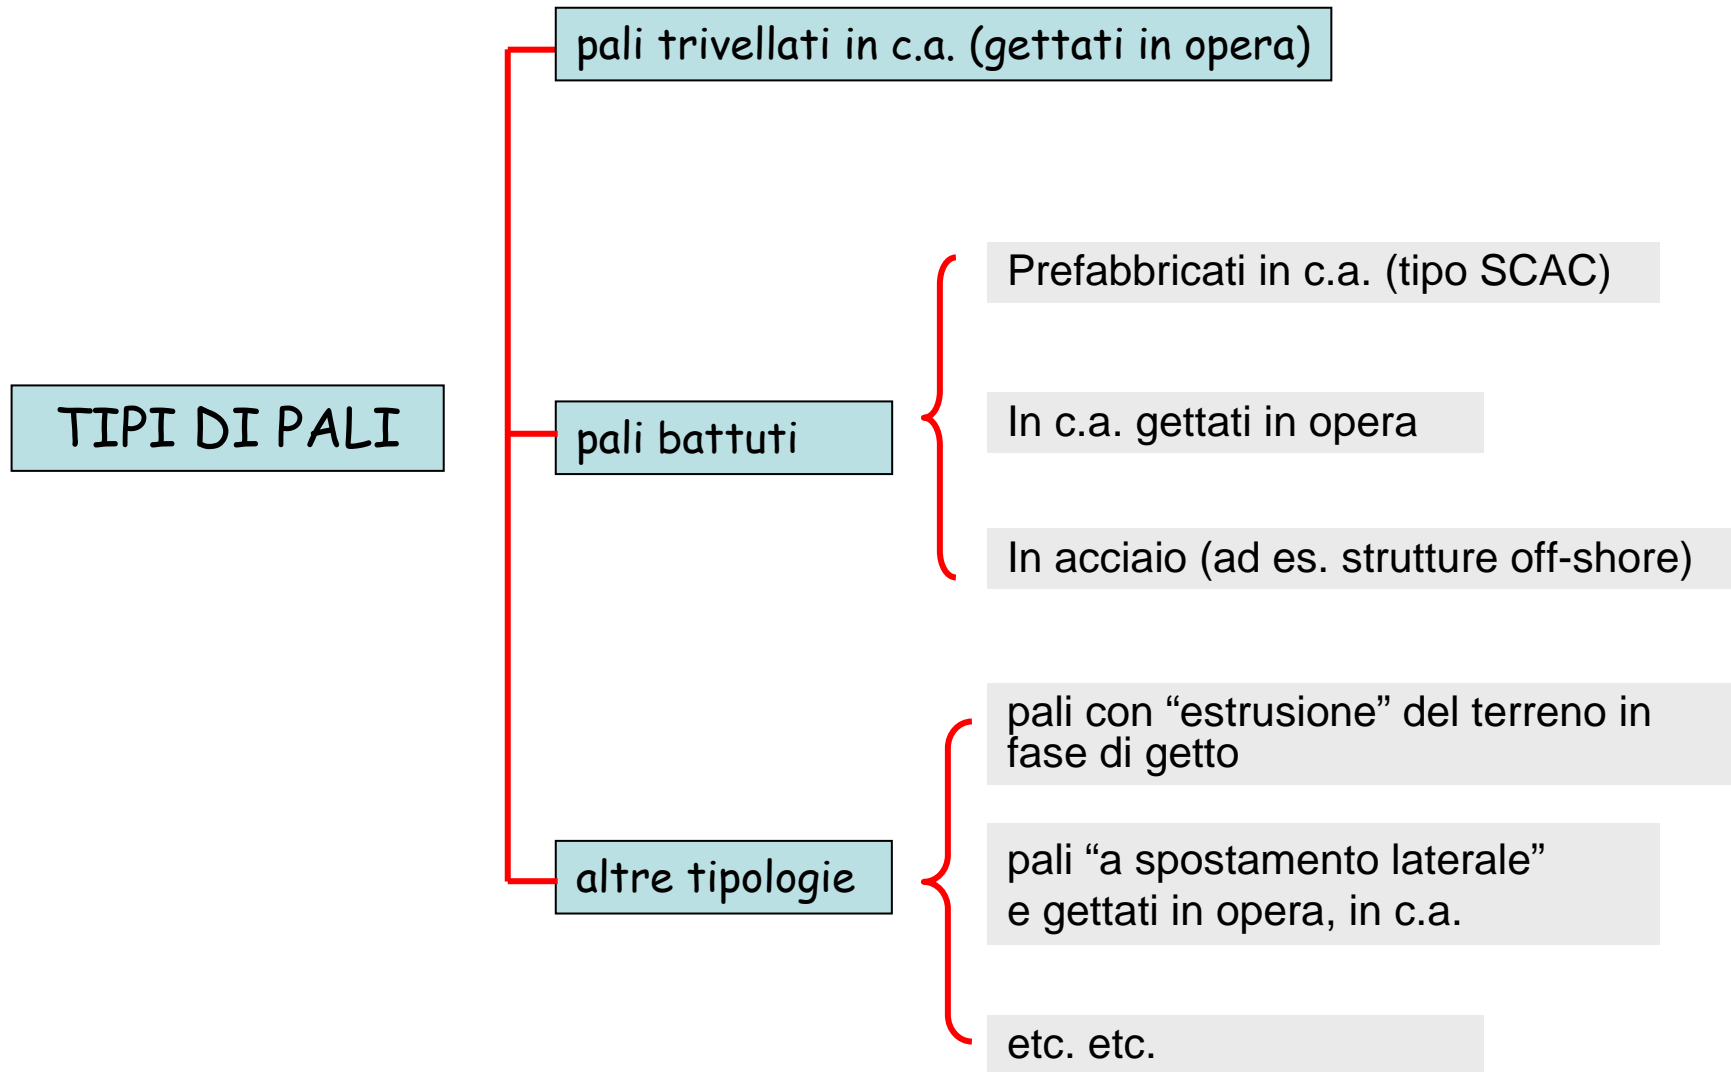 TIPI DI PALI
pali trivellati in c.a. (gettati in opera)
pali battuti
Prefabbricati in c.a. (tipo SCAC)
In c.a. gettati in opera
In acciaio (ad es. strutture off-shore)
altre tipologie
pali con “estrusione” del terreno in
fase di getto
pali “a spostamento laterale”
e gettati in opera, in c.a.
etc. etc.